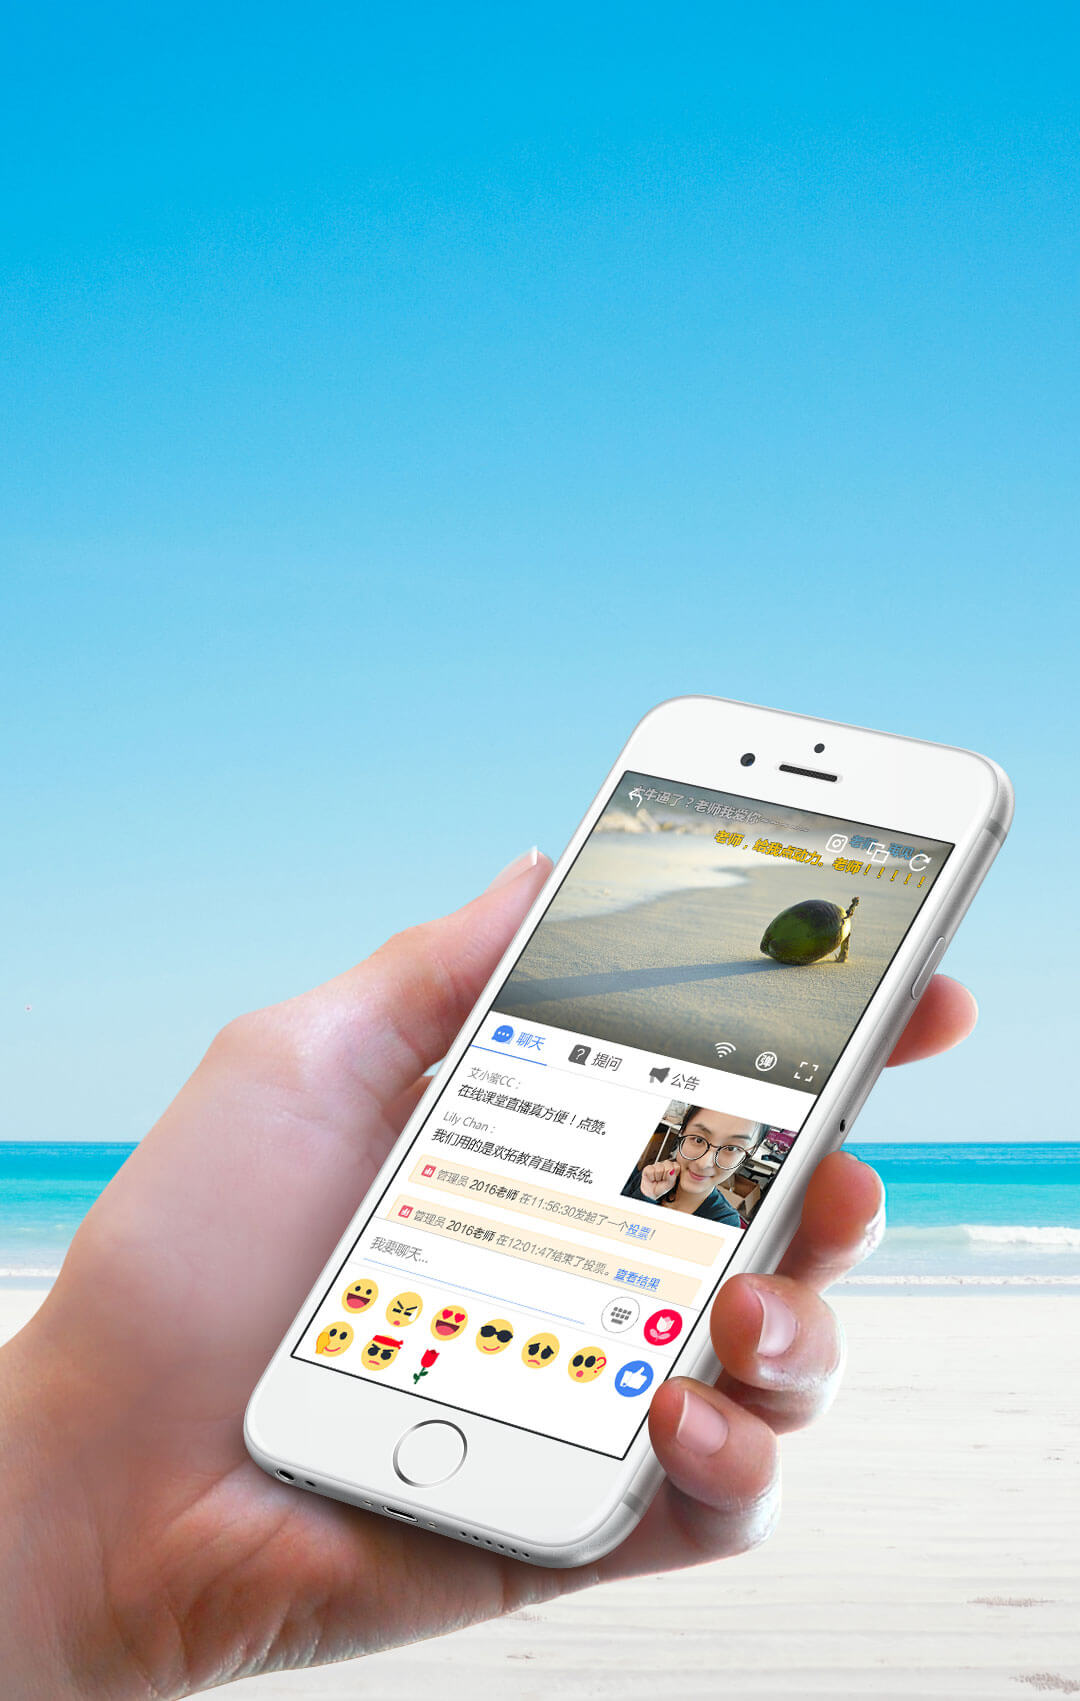 太牛逼了？老师我爱你~~~~~
老师，再见~
老师，给我点动力。老师！！！！！
弹
聊天
提问
公告
艾小蜜CC：
在线课堂直播真方便！点赞。
Lily Chan：
我们用的是欢拓教育直播系统。
管理员 2016老师 在11:56:30发起了一个投票！
管理员 2016老师 在12:01:47结束了投票。查看结果
我要聊天...